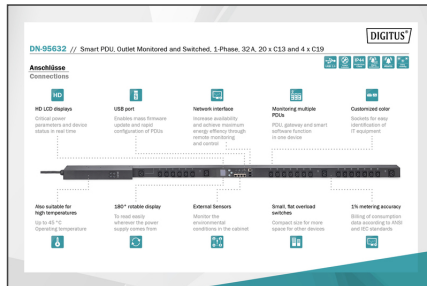 DIGITUS®
DN-95632 // Smart PDU, Outlet Monitored and Switched, 1-Phase, 32 A, 20 x C13 and 4 x C19
Anschlüsse
Connections
HD
HD LCD displays
Critical power
parameters and device
status in real time
USB port
Enables mass firmware
update and rapid
configuration of PDUs
Network interface
Increase availability
and achieve maximum
energy effiency through
remote monitoring
and control
Monitoring multiple
PDUs
PDU, gateway and smart
software function
in one device
Customized color
Sockets for easy
identification of
IT equipment
Also suitable for
high temperatures
Up to 45 °C
Operating temperature
180° rotable display
To read easily
wherever the power
supply comes from
External Sensors
Monitor the
environmental
conditions in the cabinet
Small, flat overload
switches
Compact size for more
space for other devices
1% metering accuracy
Billing of consumption
data according to ANSI
and IEC standards